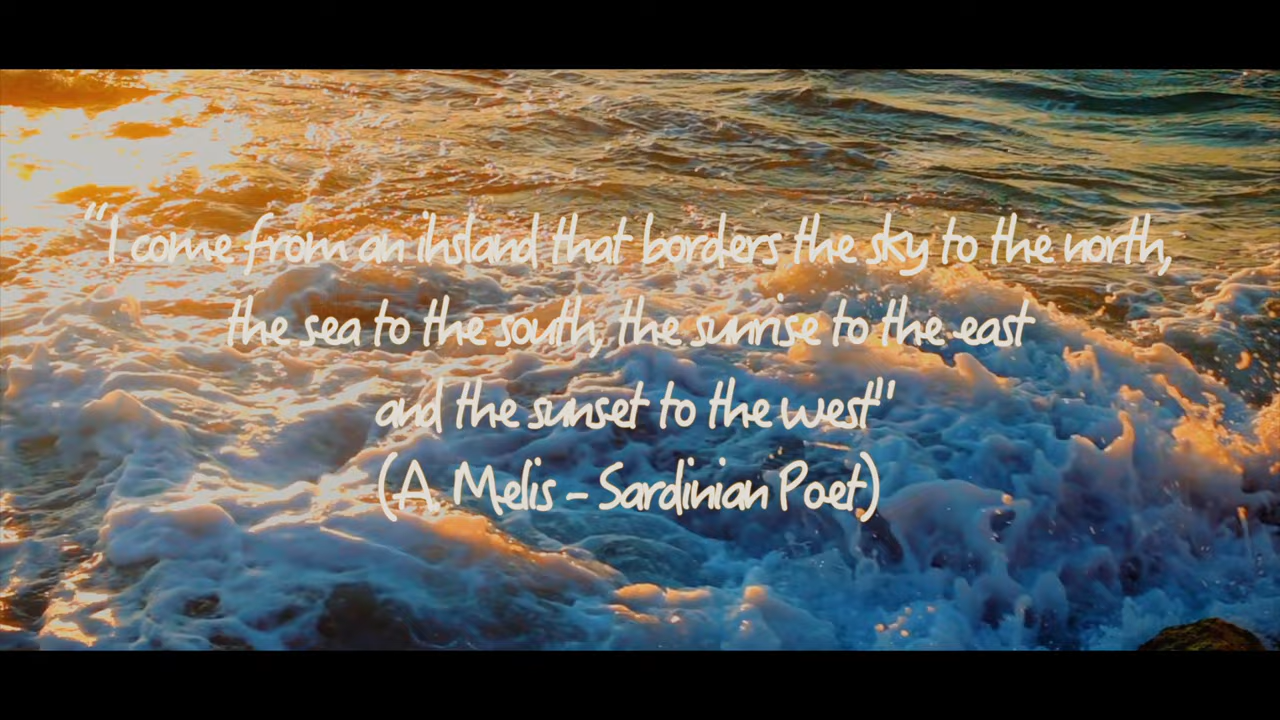 "I come from an ihsland that borders the sky to the north,
the sea to the south, the sunrise to the east
and the sunset to the west"
(A. Melis - Sardinian Poet)